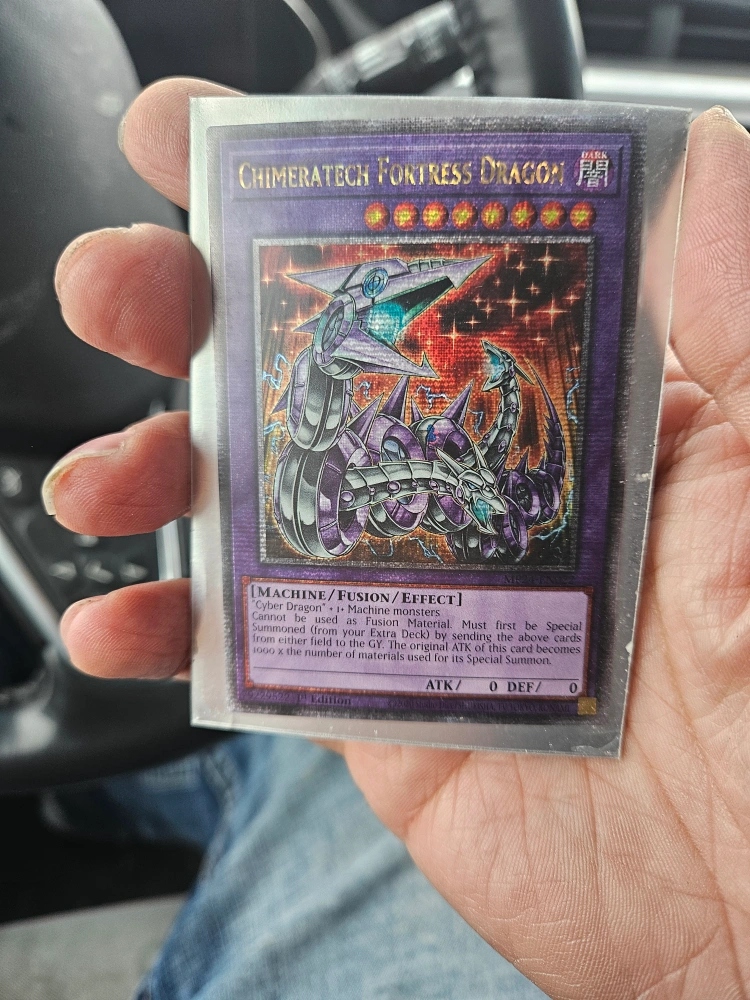 CHIMERATECH FORTRESS DRAGON
DARK
闇
[MACHINE/FUSION/EFFECT]
"Cyber Dragon" + 1+ Machine monsters
Cannot be used as Fusion Material. Must first be Special
Summoned (from your Extra Deck) by sending the above cards
from either field to the GY. The original ATK of this card becomes
1000 x the number of materials used for its Special Summon.
ATK/ 0 DEF/ 0
Edition